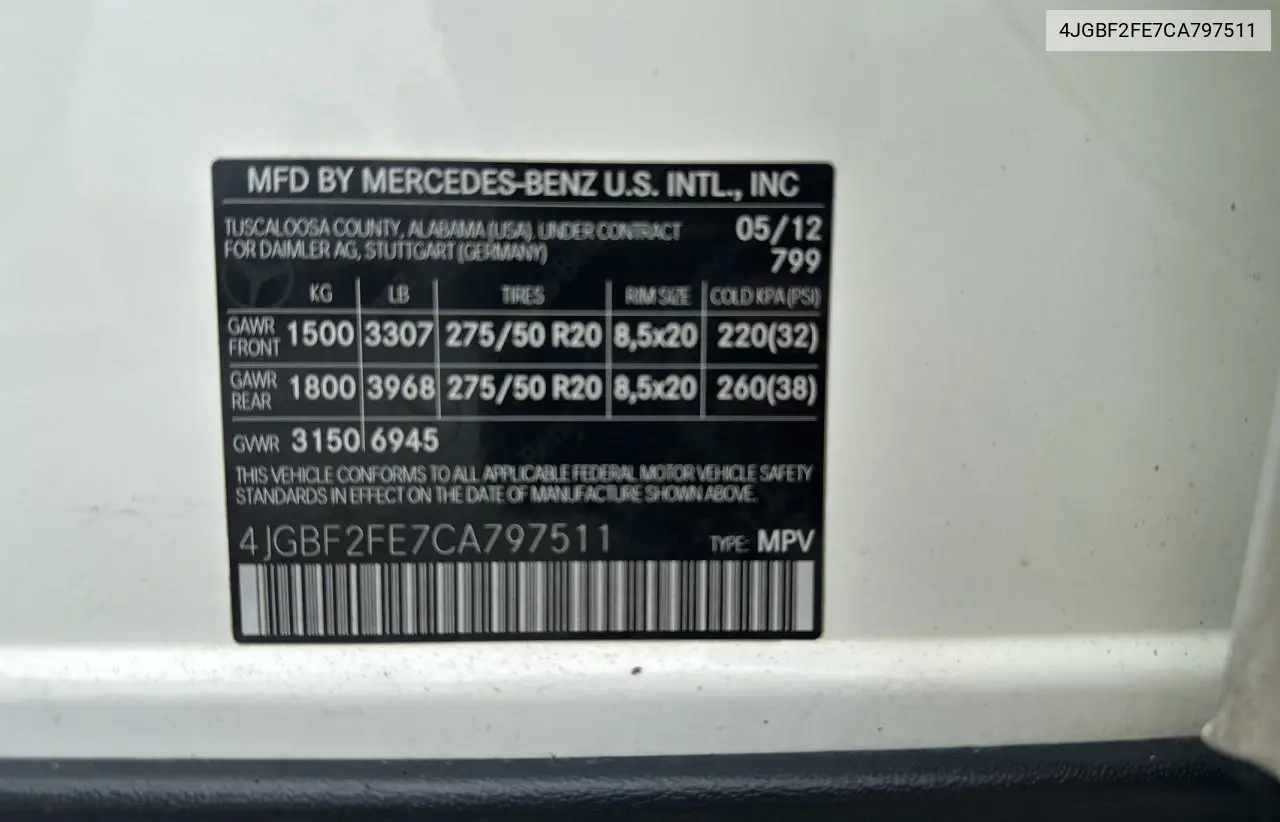 4JGBF2FE7CA797511
MFD BY MERCEDES-BENZ U.S. INTL., INC
TUSCALOOSA COUNTY, ALABAMA (USA), UNDER CONTRACT 05/12
FOR DAIMLER AG, STUTTGART (GERMANY) 799
KG LB TIRES RIM SIZE COLD KPA (PSI)
GAWR FRONT 1500 3307 275/50 R20 8,5x20 220(32)
GAWR REAR 1800 3968 275/50 R20 8,5x20 260(38)
GVWR 3150 6945
THIS VEHICLE CONFORMS TO ALL APPLICABLE FEDERAL MOTOR VEHICLE SAFETY
STANDARDS IN EFFECT ON THE DATE OF MANUFACTURE SHOWN ABOVE.
4JGBF2FE7CA797511 TYPE: MPV